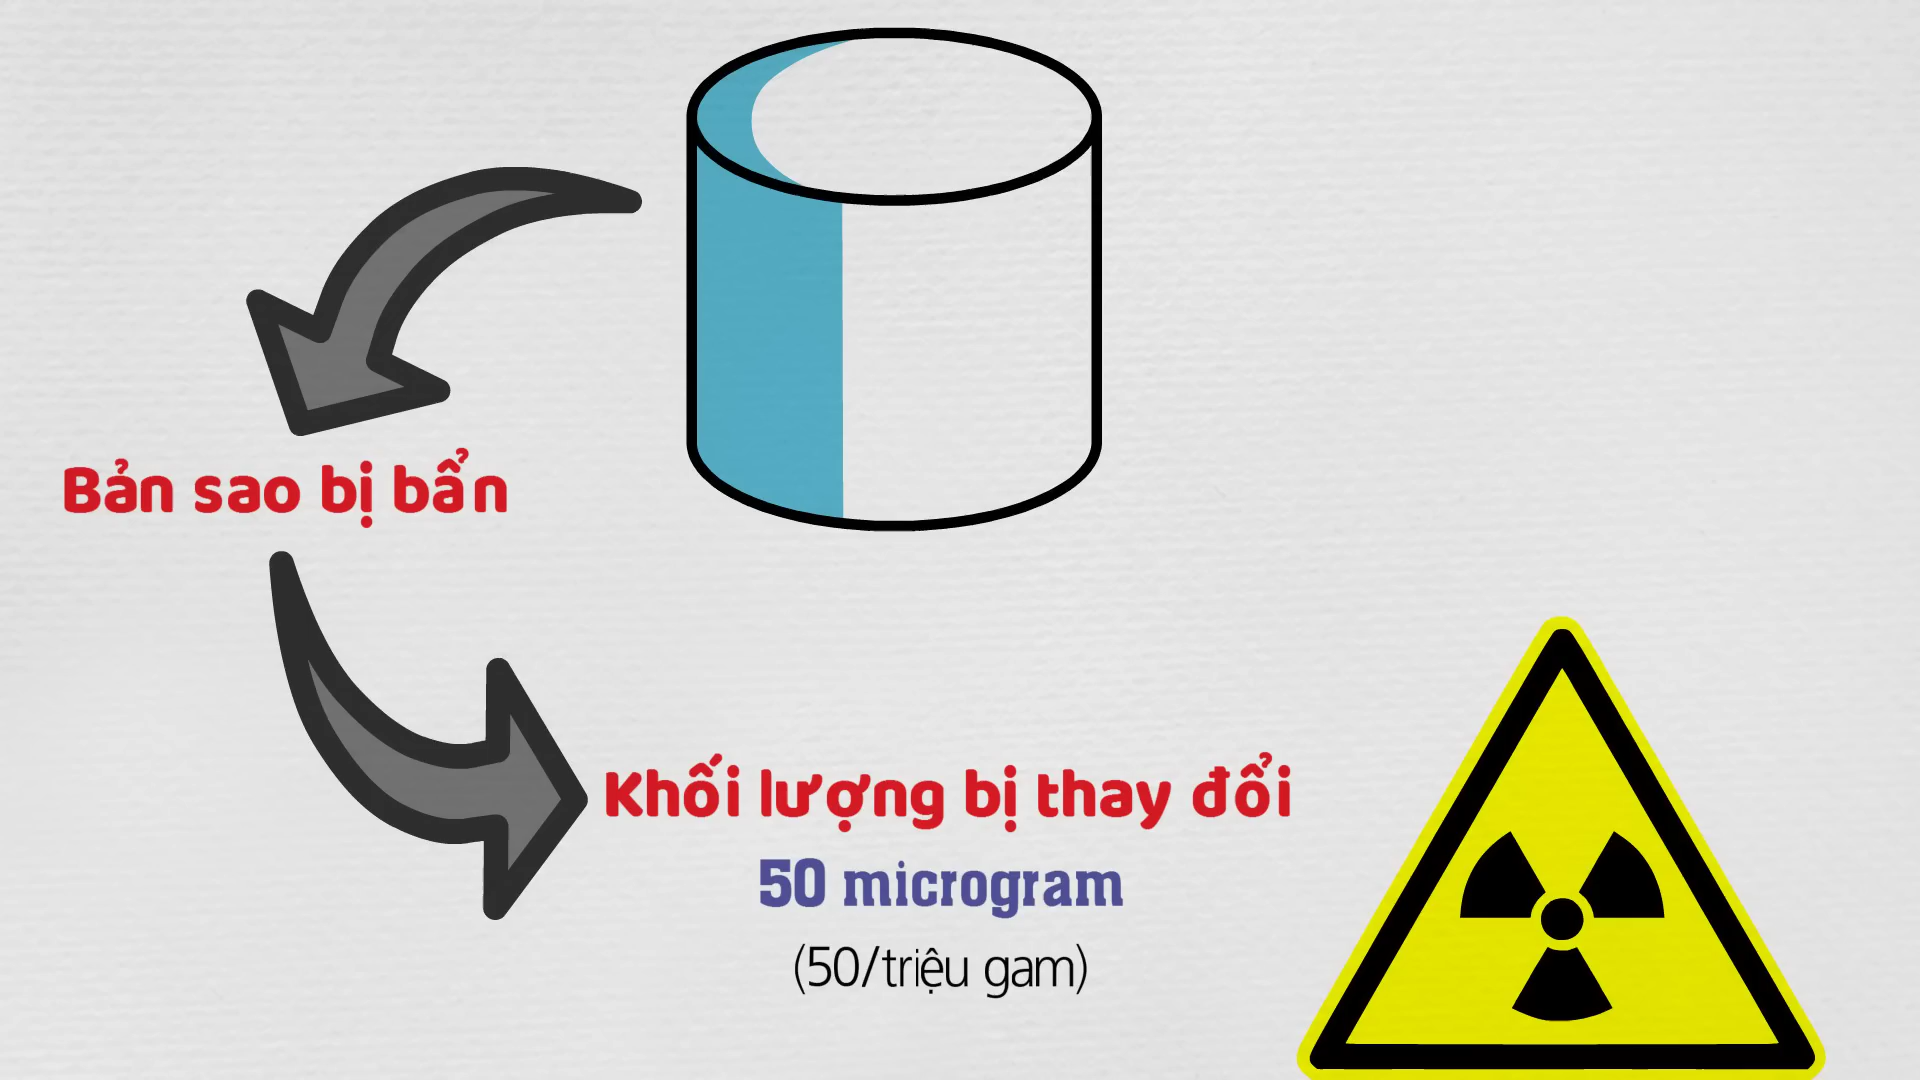 Bản sao bị bẩn
Khối lượng bị thay đổi
50 microgram
(50/triệu gam)